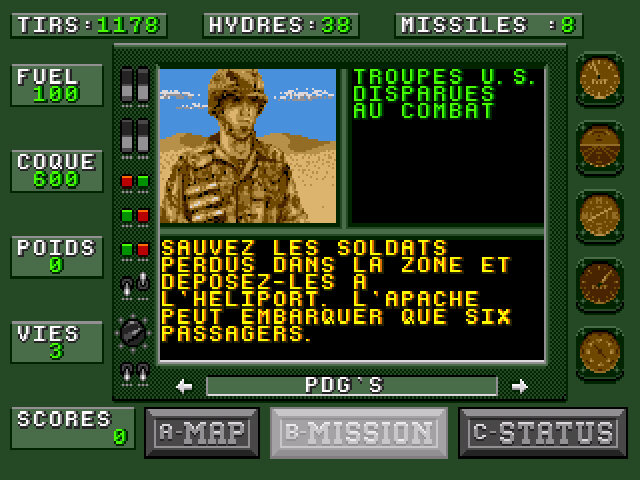 TIRS:1178 HYDRES:38 MISSILES :8
FUEL
100
COQUE
600
POIDS
0
VIES
3
SCORES
0
TROUPES U.S.
DISPARUES
AU COMBAT
SAUVEZ LES SOLDATS
PERDUS DANS LA ZONE ET
DEPOSEZ-LES A
L'HELIPORT. L'APACHE
PEUT EMBARQUER QUE SIX
PASSAGERS.
PDG`S
A-MAP B-MISSION C-STATUS